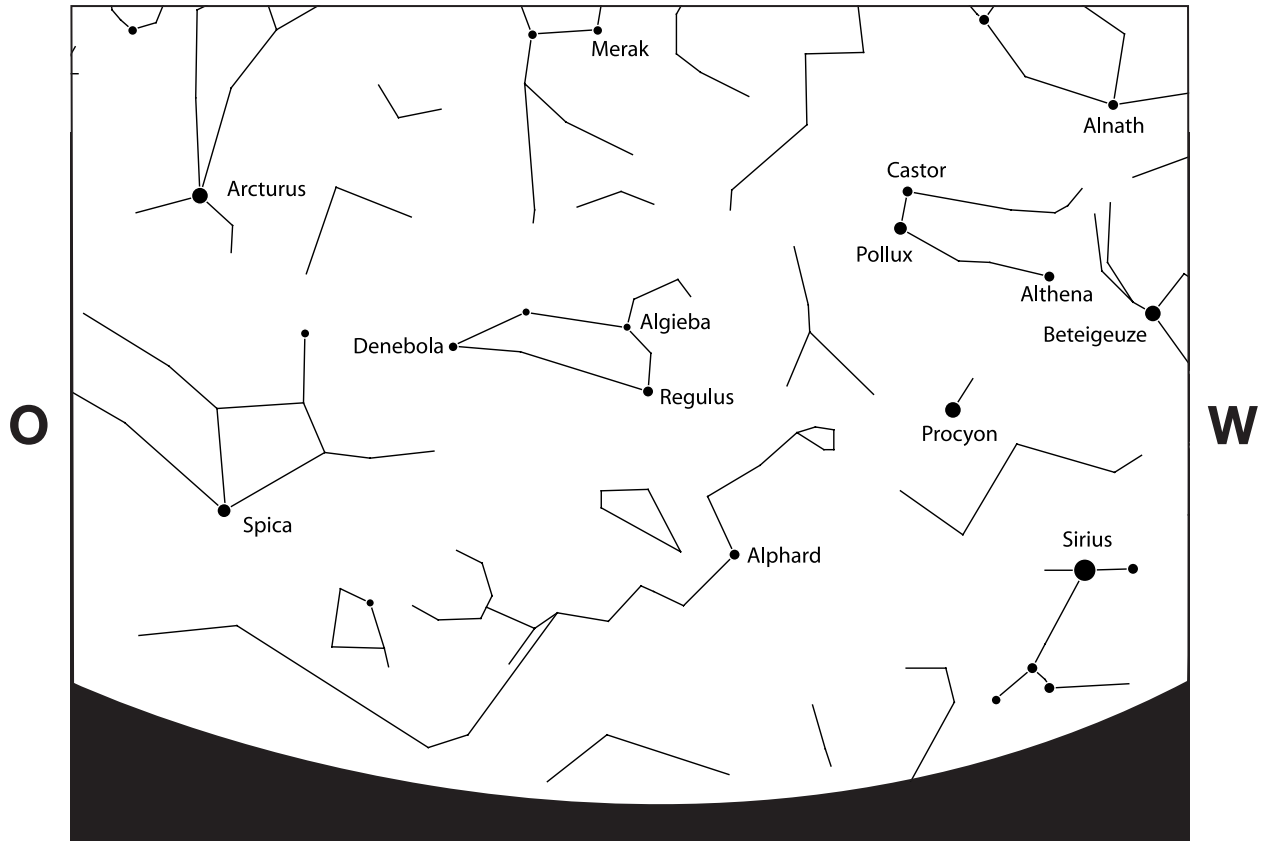 Merak
Alnath
Castor
Arcturus
Pollux
Althena
Algieba
Beteigeuze
Denebola
Regulus
O
W
Procyon
Spica
Sirius
Alphard